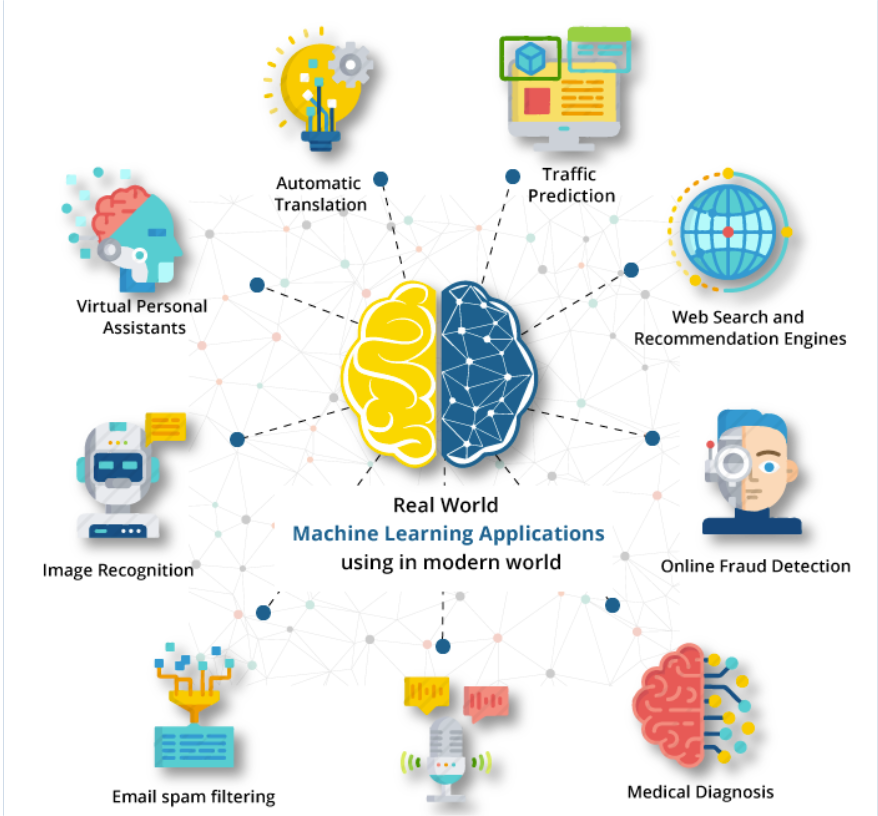 Automatic
Translation
Traffic
Prediction
Virtual Personal
Assistants
Web Search and
Recommendation Engines
Real World
Machine Learning Applications
using in modern world
Image Recognition
Online Fraud Detection
Email spam filtering
Medical Diagnosis